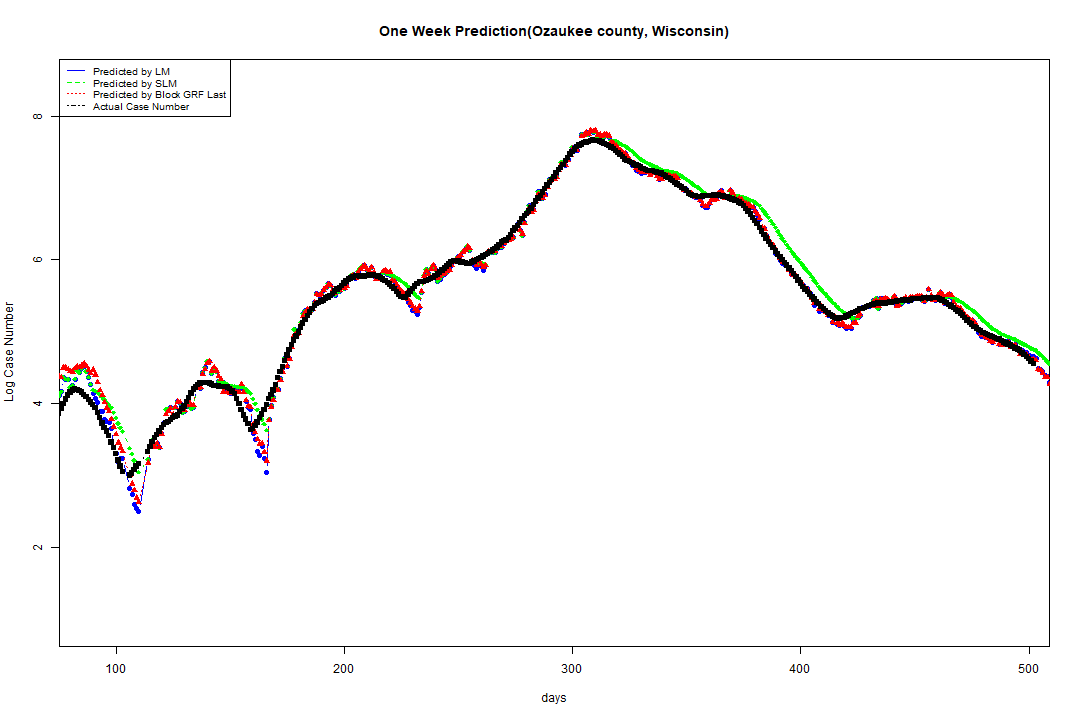 One Week Prediction(Ozaukee county, Wisconsin)
Predicted by LM
Predicted by SLM
Predicted by Block GRF Last
Actual Case Number
8
6
4
2
Log Case Number
100 200 300 400 500
days